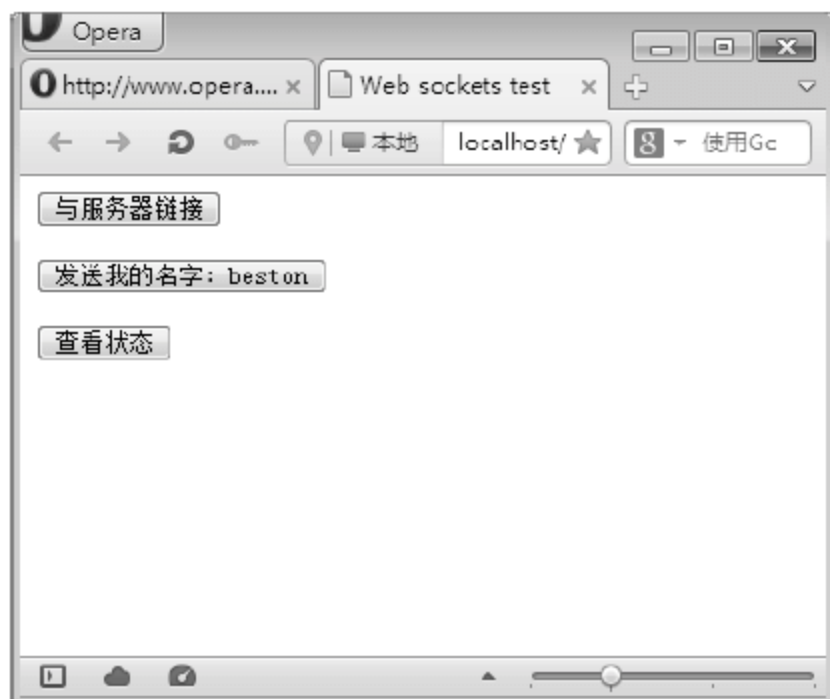 Opera
http://www.opera....
Web sockets test
本地
localhost/
8
使用Gc
与服务器链接
发送我的名字：beston
查看状态